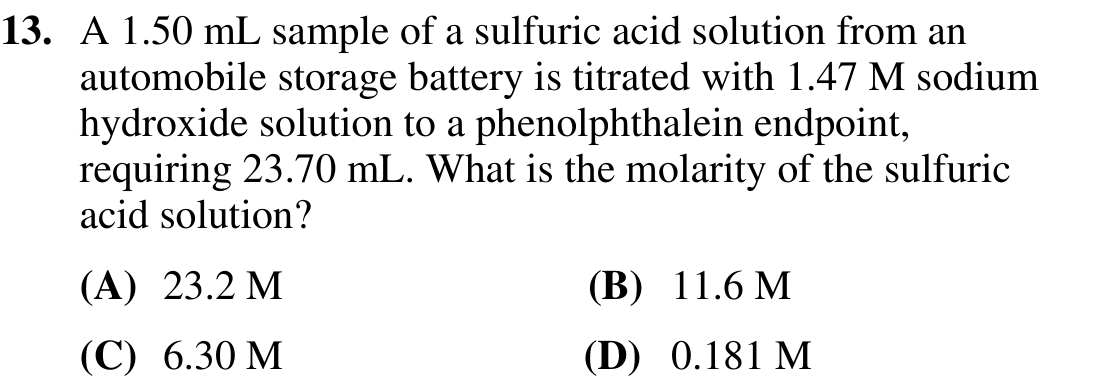 13. A 1.50 mL sample of a sulfuric acid solution from an
automobile storage battery is titrated with 1.47 M sodium
hydroxide solution to a phenolphthalein endpoint,
requiring 23.70 mL. What is the molarity of the sulfuric
acid solution?
(A) 23.2 M (B) 11.6 M
(C) 6.30 M (D) 0.181 M